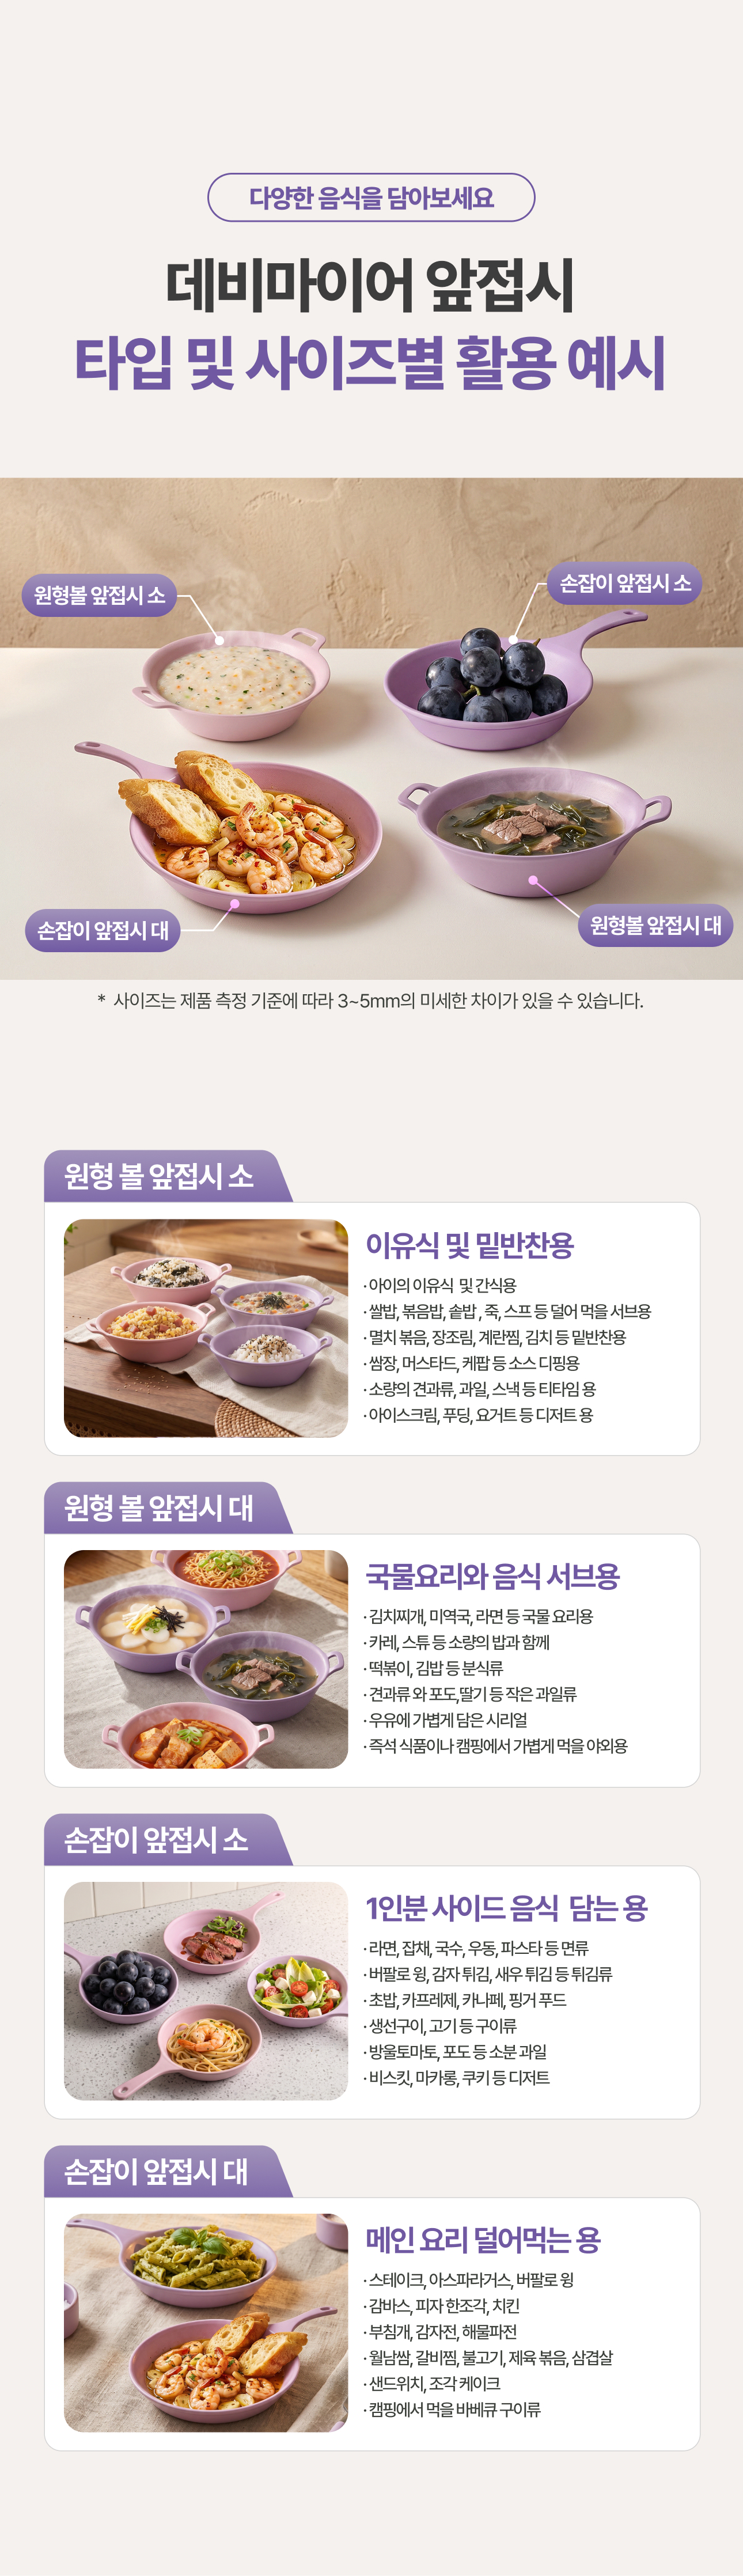 다양한 음식을 담아보세요
데비마이어 앞접시
타입 및 사이즈별 활용 예시
원형볼 앞접시 소
손잡이 앞접시 소
손잡이 앞접시 대
원형볼 앞접시 대
* 사이즈는 제품 측정 기준에 따라 3~5mm의 미세한 차이가 있을 수 있습니다.
원형 볼 앞접시 소
이유식 및 밑반찬용
· 아이의 이유식 및 간식용
· 쌀밥, 볶음밥, 솥밥 , 죽, 스프 등 덜어 먹을 서브용
· 멸치 볶음, 장조림, 계란찜, 김치 등 밑반찬용
· 쌈장, 머스타드, 케팝 등 소스 디핑용
· 소량의 견과류, 과일, 스낵 등 티타임 용
· 아이스크림, 푸딩, 요거트 등 디저트 용
원형 볼 앞접시 대
국물요리와 음식 서브용
· 김치찌개, 미역국, 라면 등 국물 요리용
· 카레, 스튜 등 소량의 밥과 함께
· 떡볶이, 김밥 등 분식류
· 견과류 와 포도,딸기 등 작은 과일류
· 우유에 가볍게 담은 시리얼
· 즉석 식품이나 캠핑에서 가볍게 먹을 야외용
손잡이 앞접시 소
1인분 사이드 음식 담는 용
· 라면, 잡채, 국수, 우동, 파스타 등 면류
· 버팔로 윙, 감자 튀김, 새우 튀김 등 튀김류
· 초밥, 카프레제, 카나페, 핑거 푸드
· 생선구이, 고기 등 구이류
· 방울토마토, 포도 등 소분 과일
· 비스킷, 마카롱, 쿠키 등 디저트
손잡이 앞접시 대
메인 요리 덜어먹는 용
· 스테이크, 아스파라거스, 버팔로 윙
· 감바스, 피자 한조각, 치킨
· 부침개, 감자전, 해물파전
· 월남쌈, 갈비찜, 불고기, 제육 볶음, 삼겹살
· 샌드위치, 조각 케이크
· 캠핑에서 먹을 바베큐 구이류